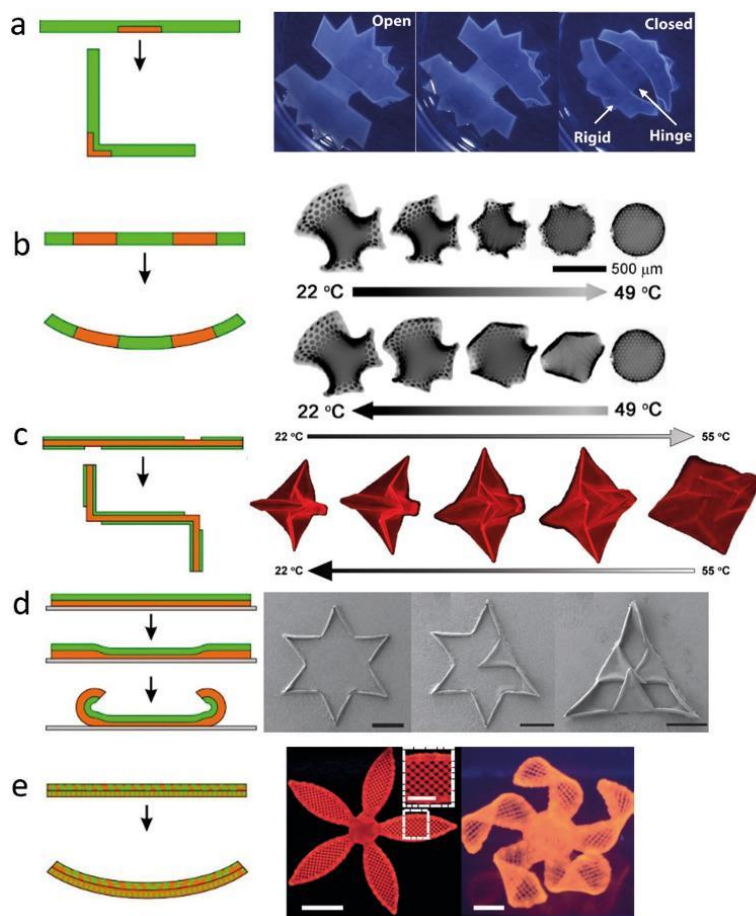 a
Open
Closed
Rigid
Hinge
b
500 μm
22 °C
49 °C
22 °C
49 °C
c
22 °C
55 °C
22 °C
55 °C
d
e